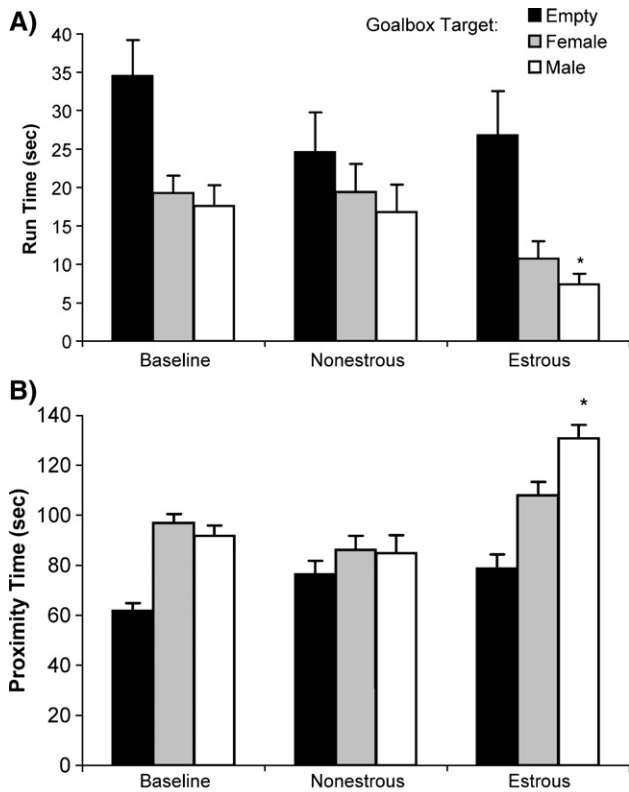 A)
Goalbox Target:
Empty
Female
Male
Run Time (sec)
40
35
30
25
20
15
10
5
0
*
Baseline Nonestrous Estrous
B)
Proximity Time (sec)
140
120
100
80
60
40
20
0
*
Baseline Nonestrous Estrous